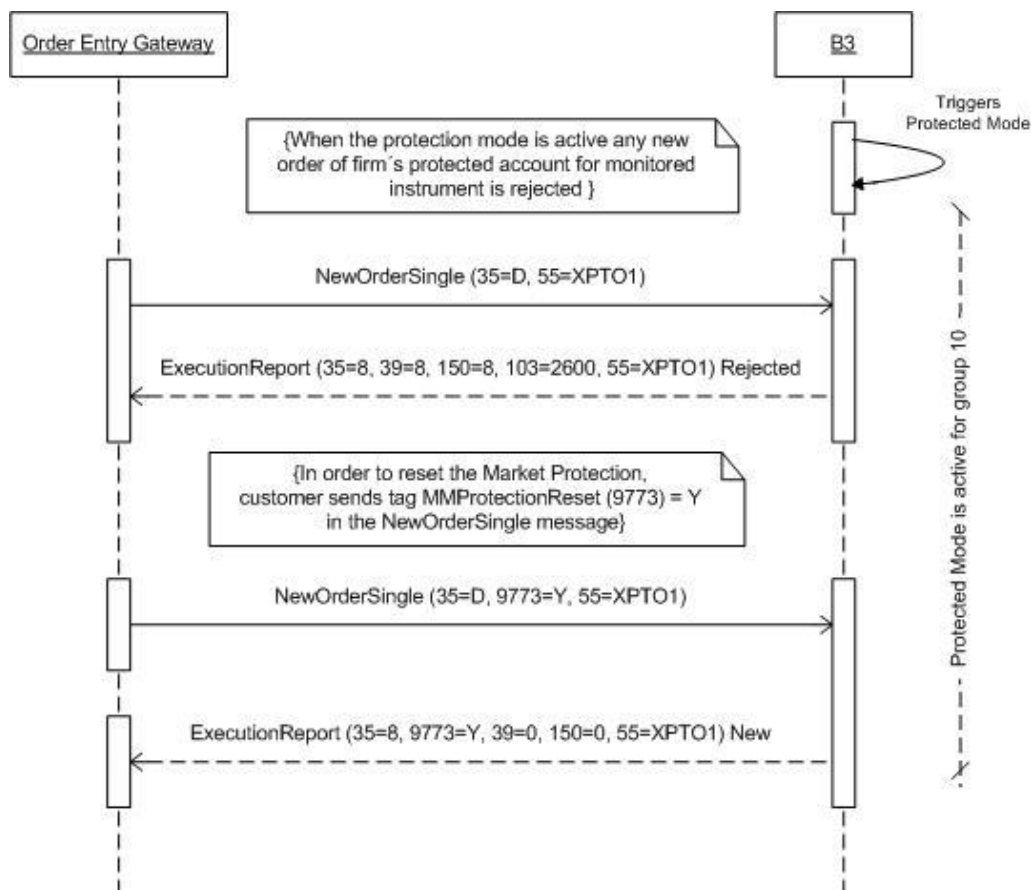 Order Entry Gateway
B3
Triggers
Protected Mode
{When the protection mode is active any new
order of firm´s protected account for monitored
instrument is rejected }
NewOrderSingle (35=D, 55=XPTO1)
ExecutionReport (35=8, 39=8, 150=8, 103=2600, 55=XPTO1) Rejected
{In order to reset the Market Protection,
customer sends tag MMProtectionReset (9773) = Y
in the NewOrderSingle message}
NewOrderSingle (35=D, 9773=Y, 55=XPTO1)
ExecutionReport (35=8, 9773=Y, 39=0, 150=0, 55=XPTO1) New
Protected Mode is active for group 10